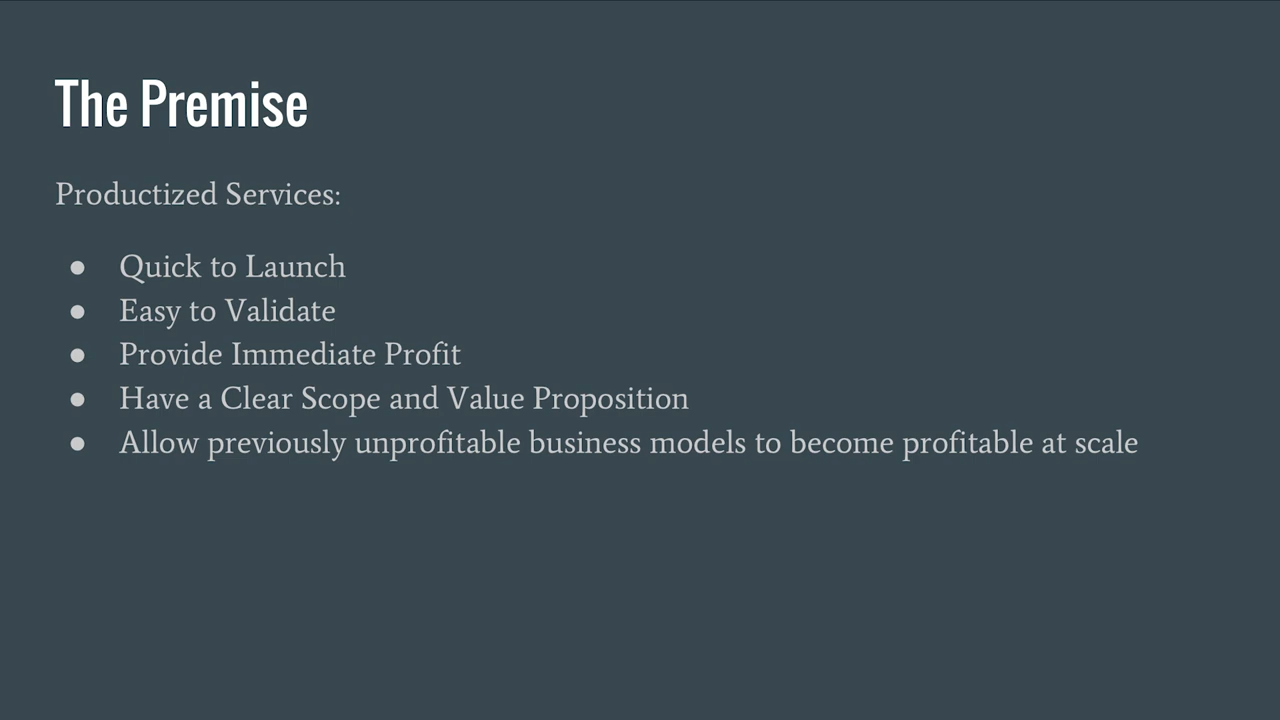 The Premise
Productized Services:
● Quick to Launch
● Easy to Validate
● Provide Immediate Profit
● Have a Clear Scope and Value Proposition
● Allow previously unprofitable business models to become profitable at scale